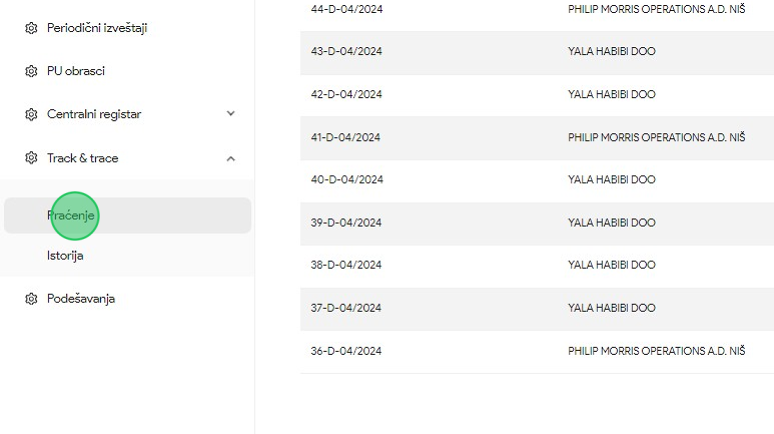 Periodični izveštaji
PU obrasci
Centralni registar
Track & trace
Praćenje
Istorija
Podešavanja
44-D-04/2024 PHILIP MORRIS OPERATIONS A.D. NIŠ
43-D-04/2024 YALA HABIBI DOO
42-D-04/2024 YALA HABIBI DOO
41-D-04/2024 PHILIP MORRIS OPERATIONS A.D. NIŠ
40-D-04/2024 YALA HABIBI DOO
39-D-04/2024 YALA HABIBI DOO
38-D-04/2024 YALA HABIBI DOO
37-D-04/2024 YALA HABIBI DOO
36-D-04/2024 PHILIP MORRIS OPERATIONS A.D. NIŠ